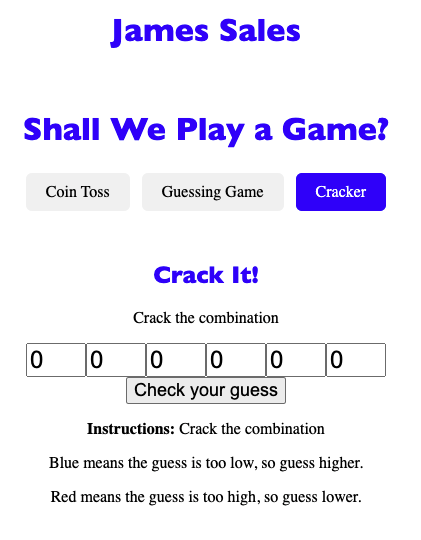 James Sales
Shall We Play a Game?
Coin Toss Guessing Game Cracker
Crack It!
Crack the combination
0 0 0 0 0 0
Check your guess
Instructions: Crack the combination
Blue means the guess is too low, so guess higher.
Red means the guess is too high, so guess lower.